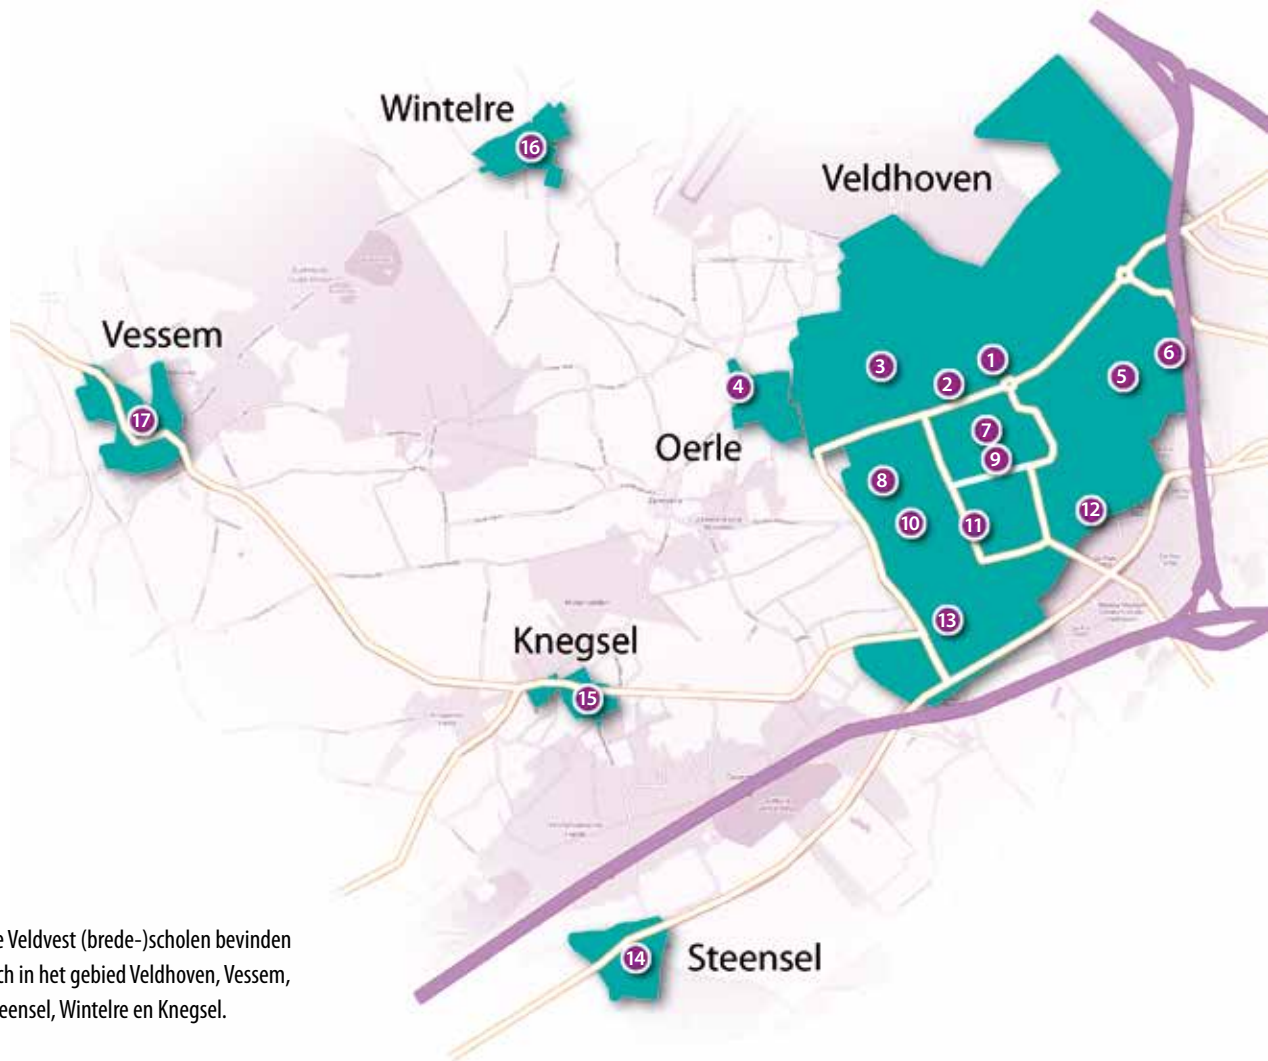 Wintelre
16
Veldhoven
Vessem
17
3
1
2
6
5
4
Oerle
7
9
8
10
11
12
13
Knegsel
15
14
Steensel
e Veldvest (brede-)scholen bevinden
ch in het gebied Veldhoven, Vessem,
eensel, Wintelre en Knegsel.